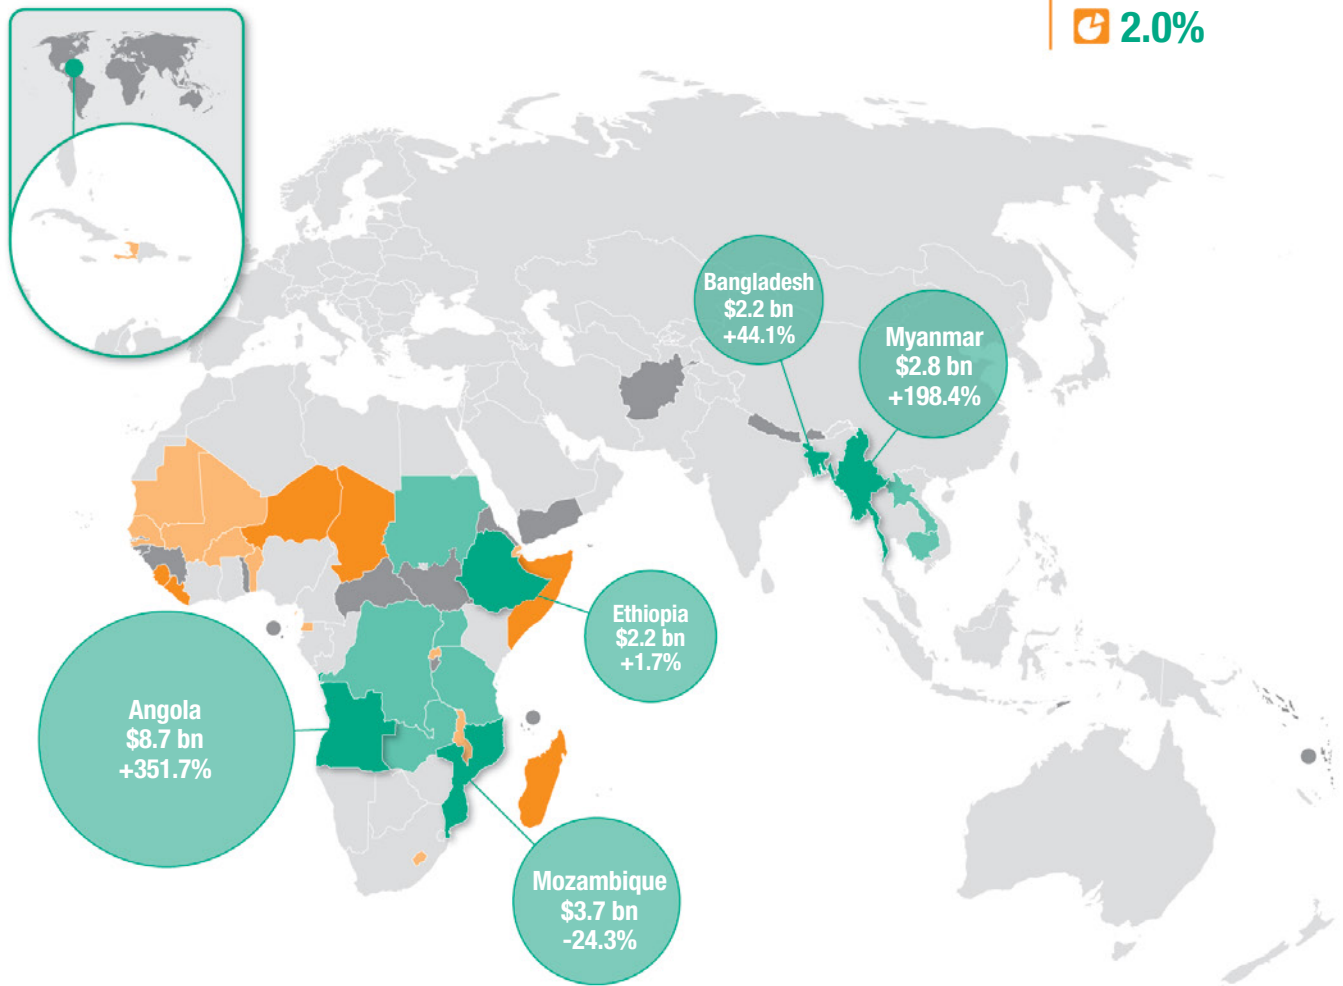 2.0%
Bangladesh
$2.2 bn
+44.1%
Myanmar
$2.8 bn
+198.4%
Ethiopia
$2.2 bn
+1.7%
Angola
$8.7 bn
+351.7%
Mozambique
$3.7 bn
-24.3%